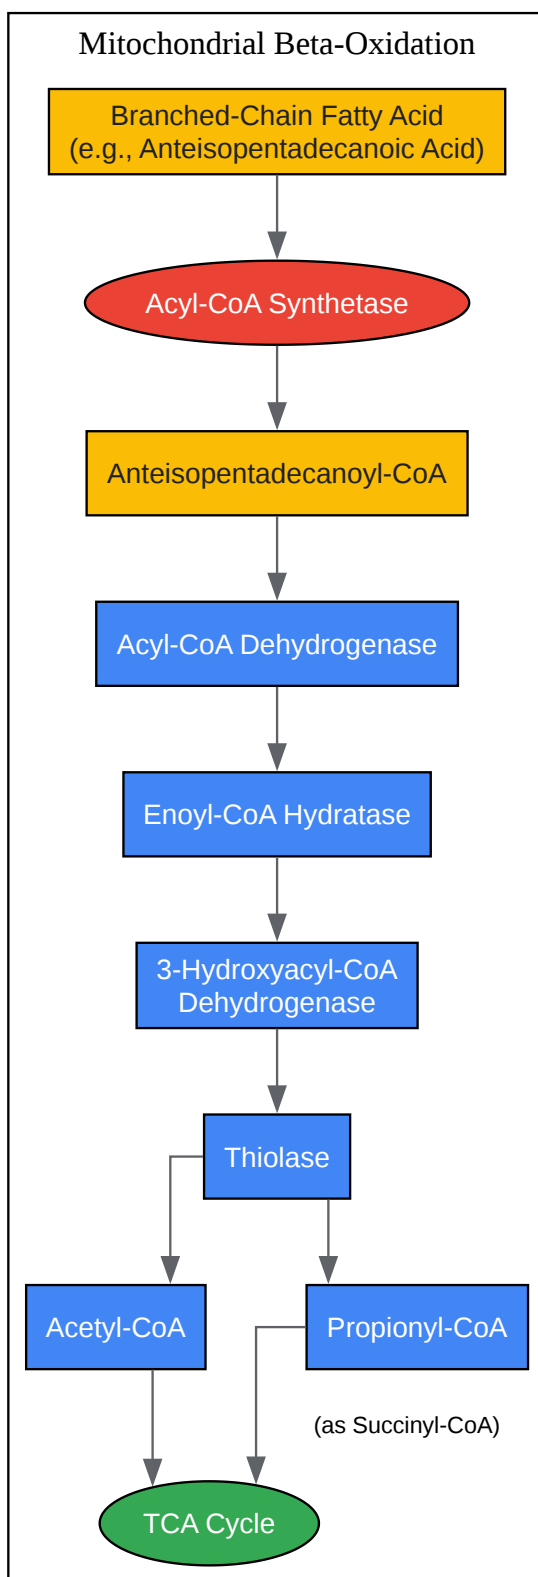 Mitochondrial Beta-Oxidation
Branched-Chain Fatty Acid
(e.g., Anteisopentadecanoic Acid)
Acyl-CoA Synthetase
Anteisopentadecanoyl-CoA
Acyl-CoA Dehydrogenase
Enoyl-CoA Hydratase
3-Hydroxyacyl-CoA
Dehydrogenase
Thiolase
Acetyl-CoA
Propionyl-CoA
(as Succinyl-CoA)
TCA Cycle